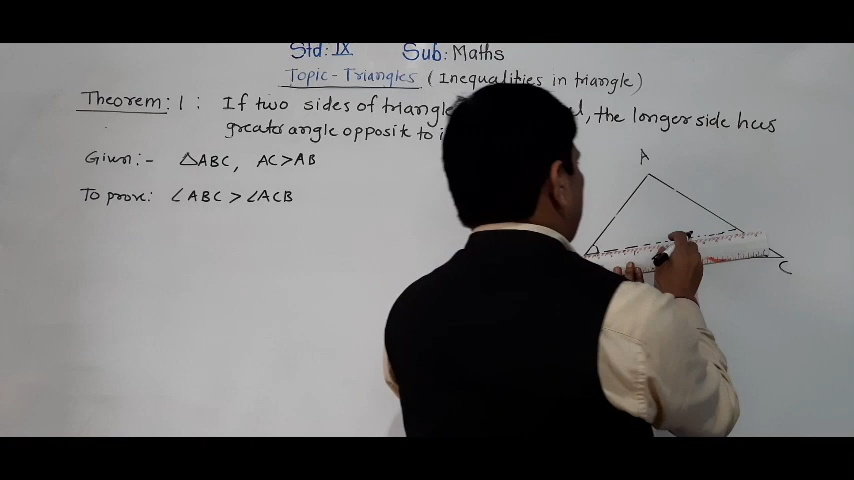 Std: IX Sub: Maths
Topic - Triangles (Inequalities in triangle)
Theorem: 1 : If two sides of triangle , the longer side has
greater angle opposite to
Given :- △ABC, AC > AB
To prove: ∠ABC > ∠ACB
A
C